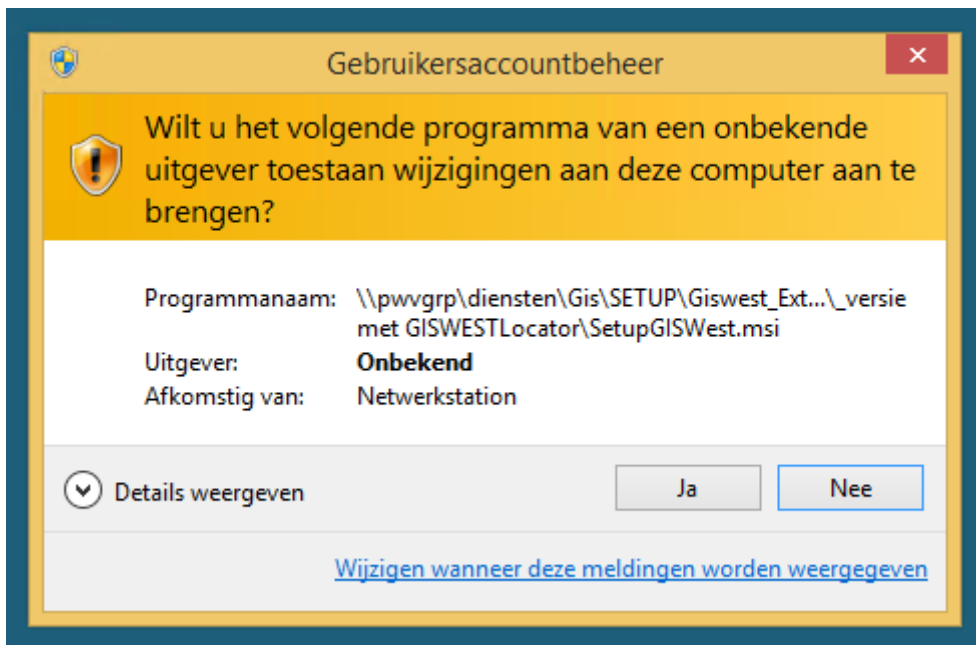 Gebruikersaccountbeheer
Wilt u het volgende programma van een onbekende
uitgever toestaan wijzigingen aan deze computer aan te
brengen?
Programmanaam: \\pwvgrp\diensten\Gis\SETUP\Giswest_Ext...\_versie
met GISWESTLocator\SetupGISWest.msi
Uitgever: Onbekend
Afkomstig van: Netwerkstation
Details weergeven Ja Nee
Wijzigen wanneer deze meldingen worden weergegeven